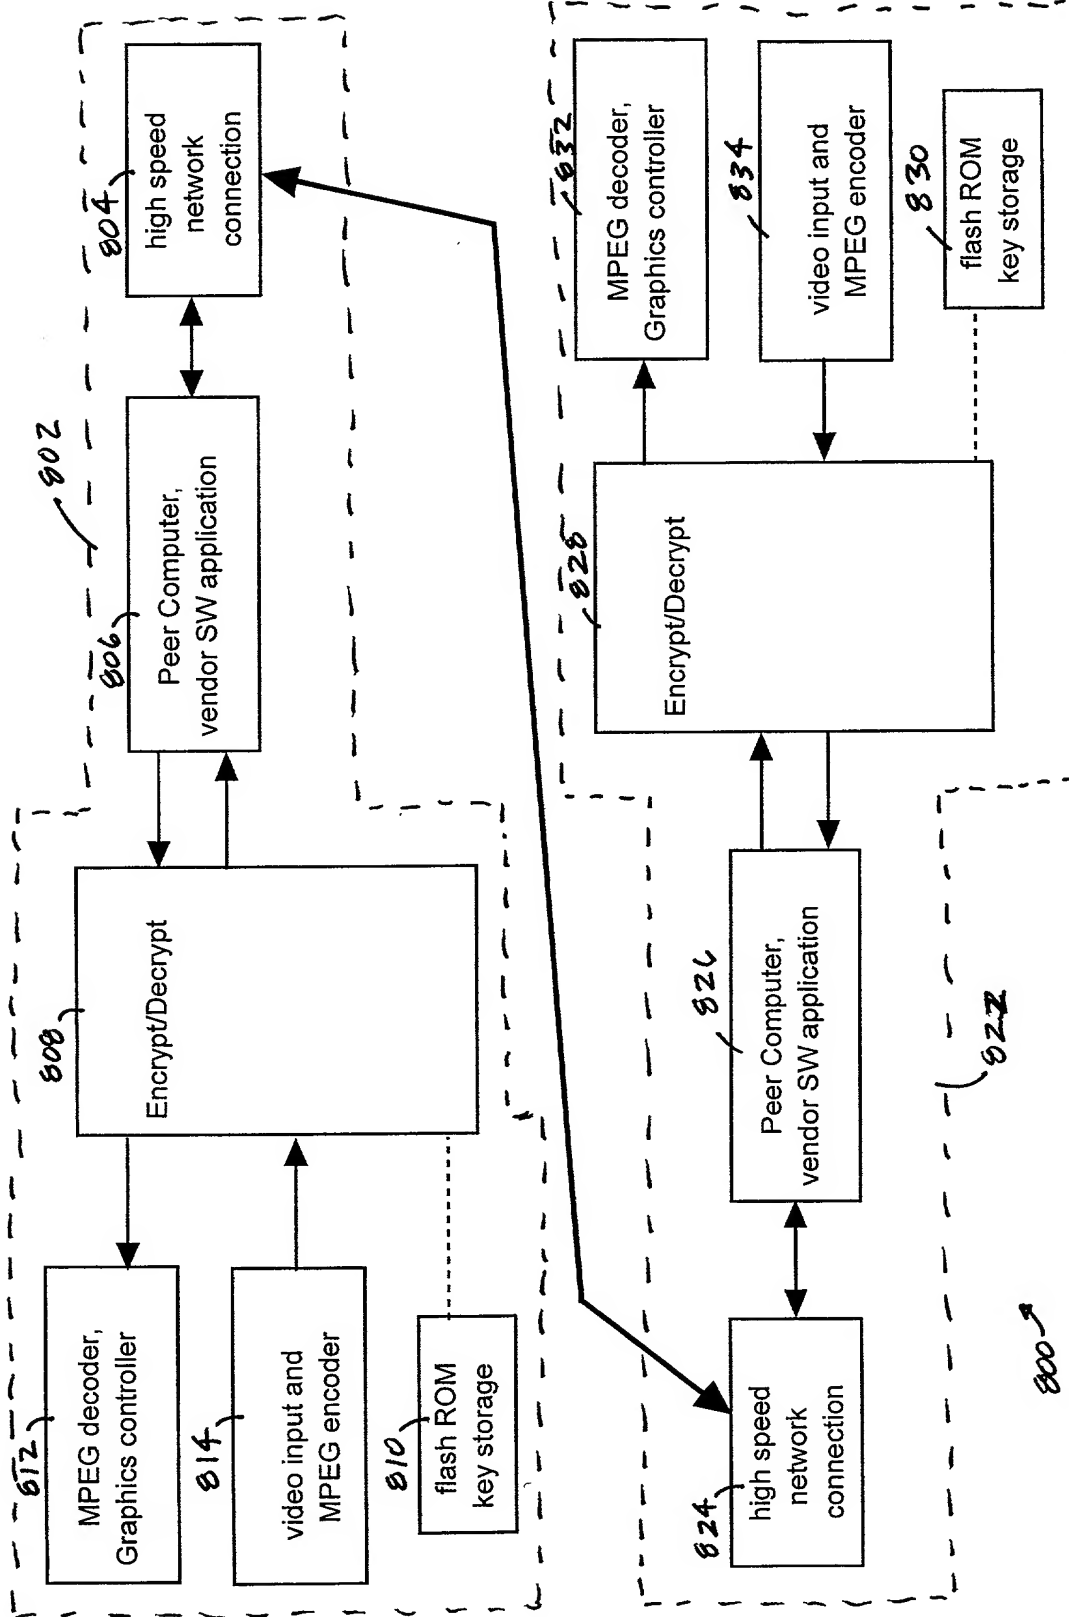 812
MPEG decoder,
Graphics controller
814
video input and
MPEG encoder
810
flash ROM
key storage
808
Encrypt/Decrypt
806
Peer Computer,
vendor SW application
802
804
high speed
network
connection
824
high speed
network
connection
826
Peer Computer,
vendor SW application
822
828
Encrypt/Decrypt
832
MPEG decoder,
Graphics controller
834
video input and
MPEG encoder
830
flash ROM
key storage
800